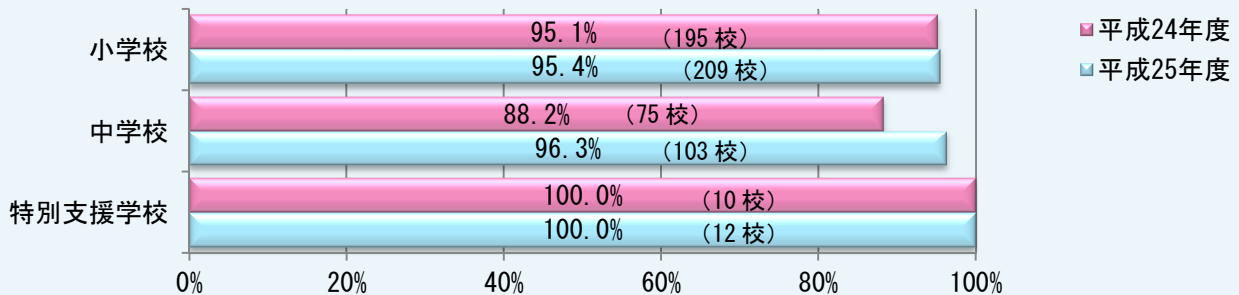 小学校
95.1% (195 校)
95.4% (209 校)
中学校
88.2% (75 校)
96.3% (103 校)
特別支援学校
100.0% (10 校)
100.0% (12 校)
0% 20% 40% 60% 80% 100%
平成24年度
平成25年度